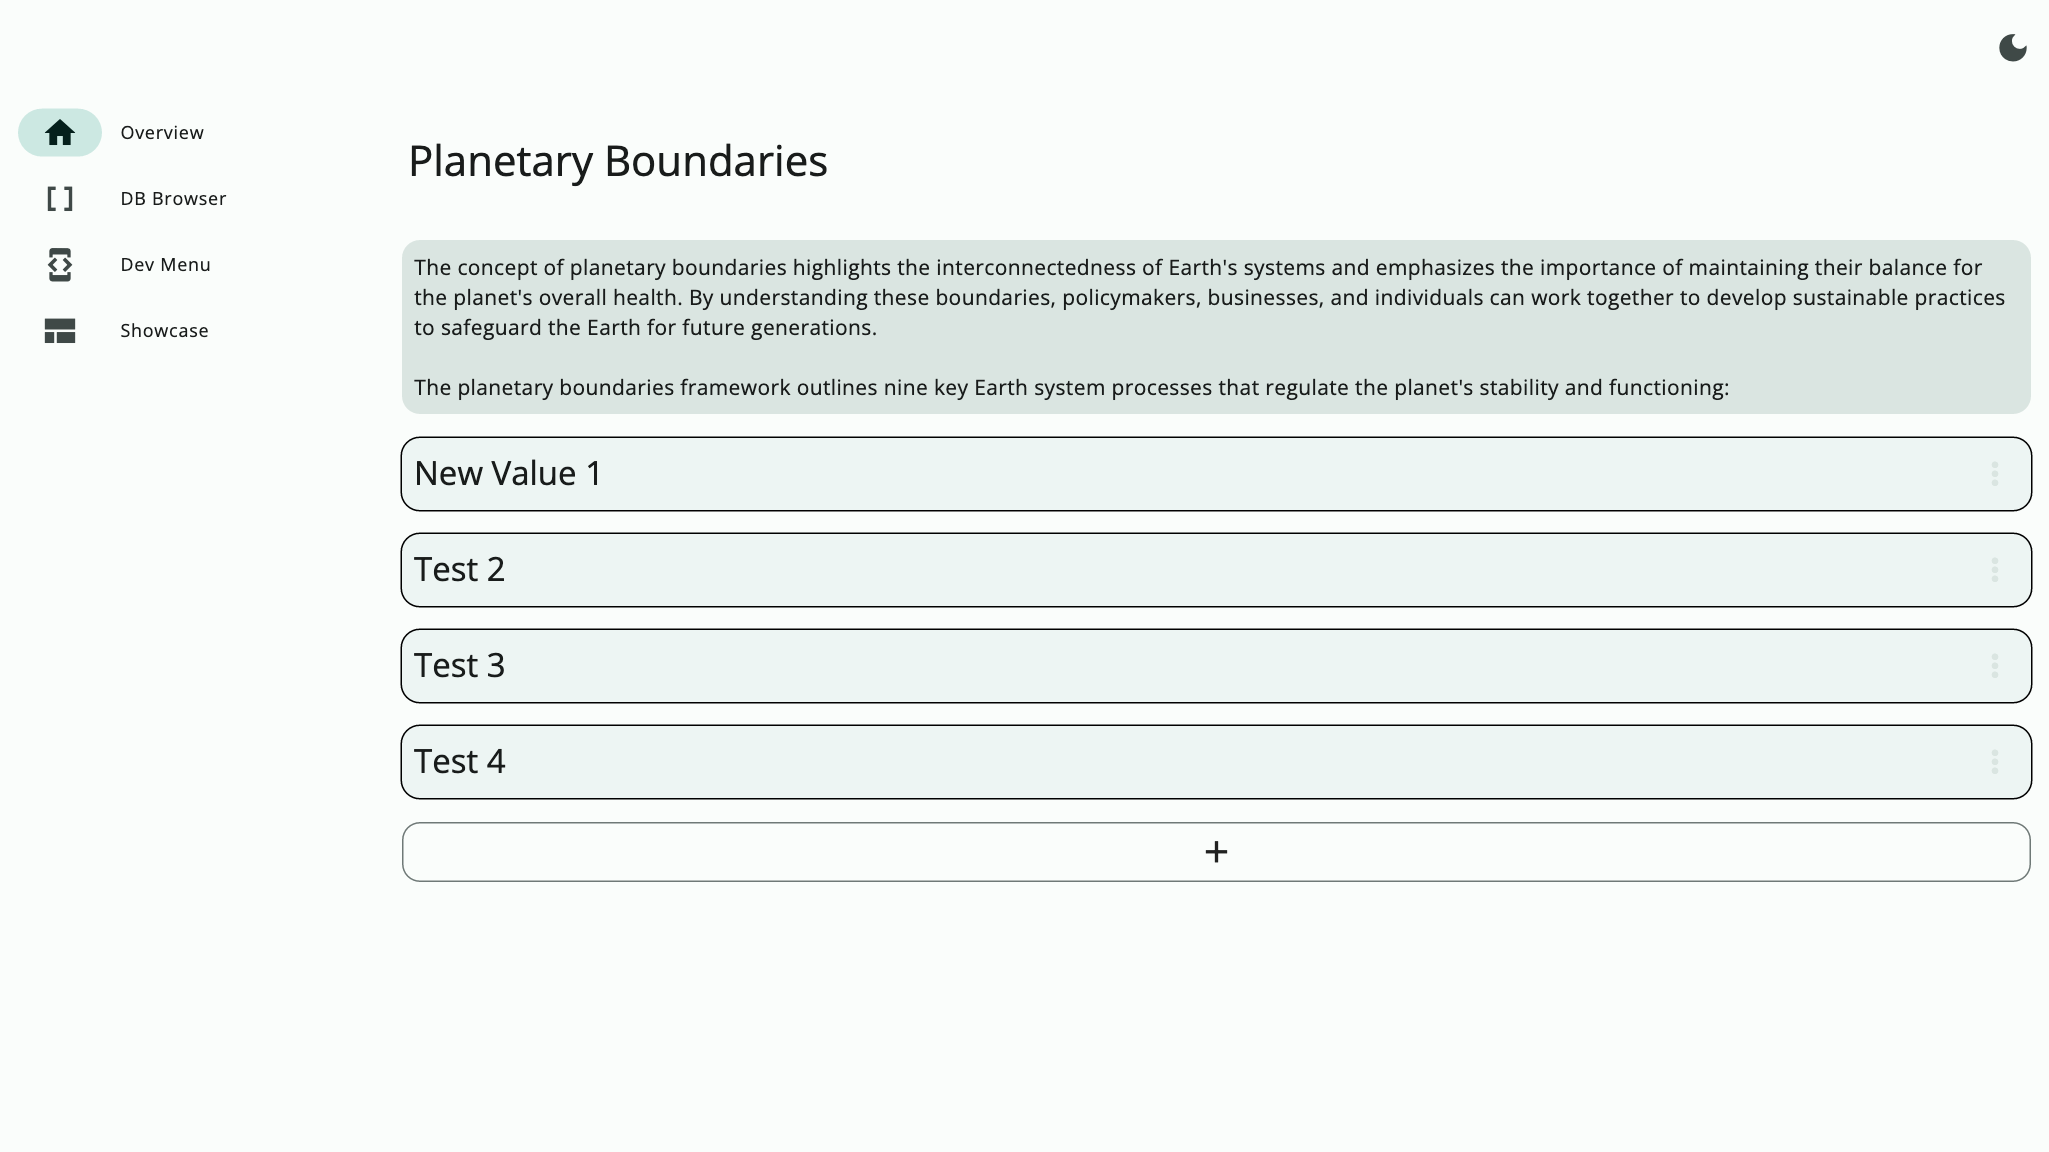 Overview
DB Browser
Dev Menu
Showcase
Planetary Boundaries
The concept of planetary boundaries highlights the interconnectedness of Earth's systems and emphasizes the importance of maintaining their balance for
the planet's overall health. By understanding these boundaries, policymakers, businesses, and individuals can work together to develop sustainable practices
to safeguard the Earth for future generations.
The planetary boundaries framework outlines nine key Earth system processes that regulate the planet's stability and functioning:
New Value 1
Test 2
Test 3
Test 4